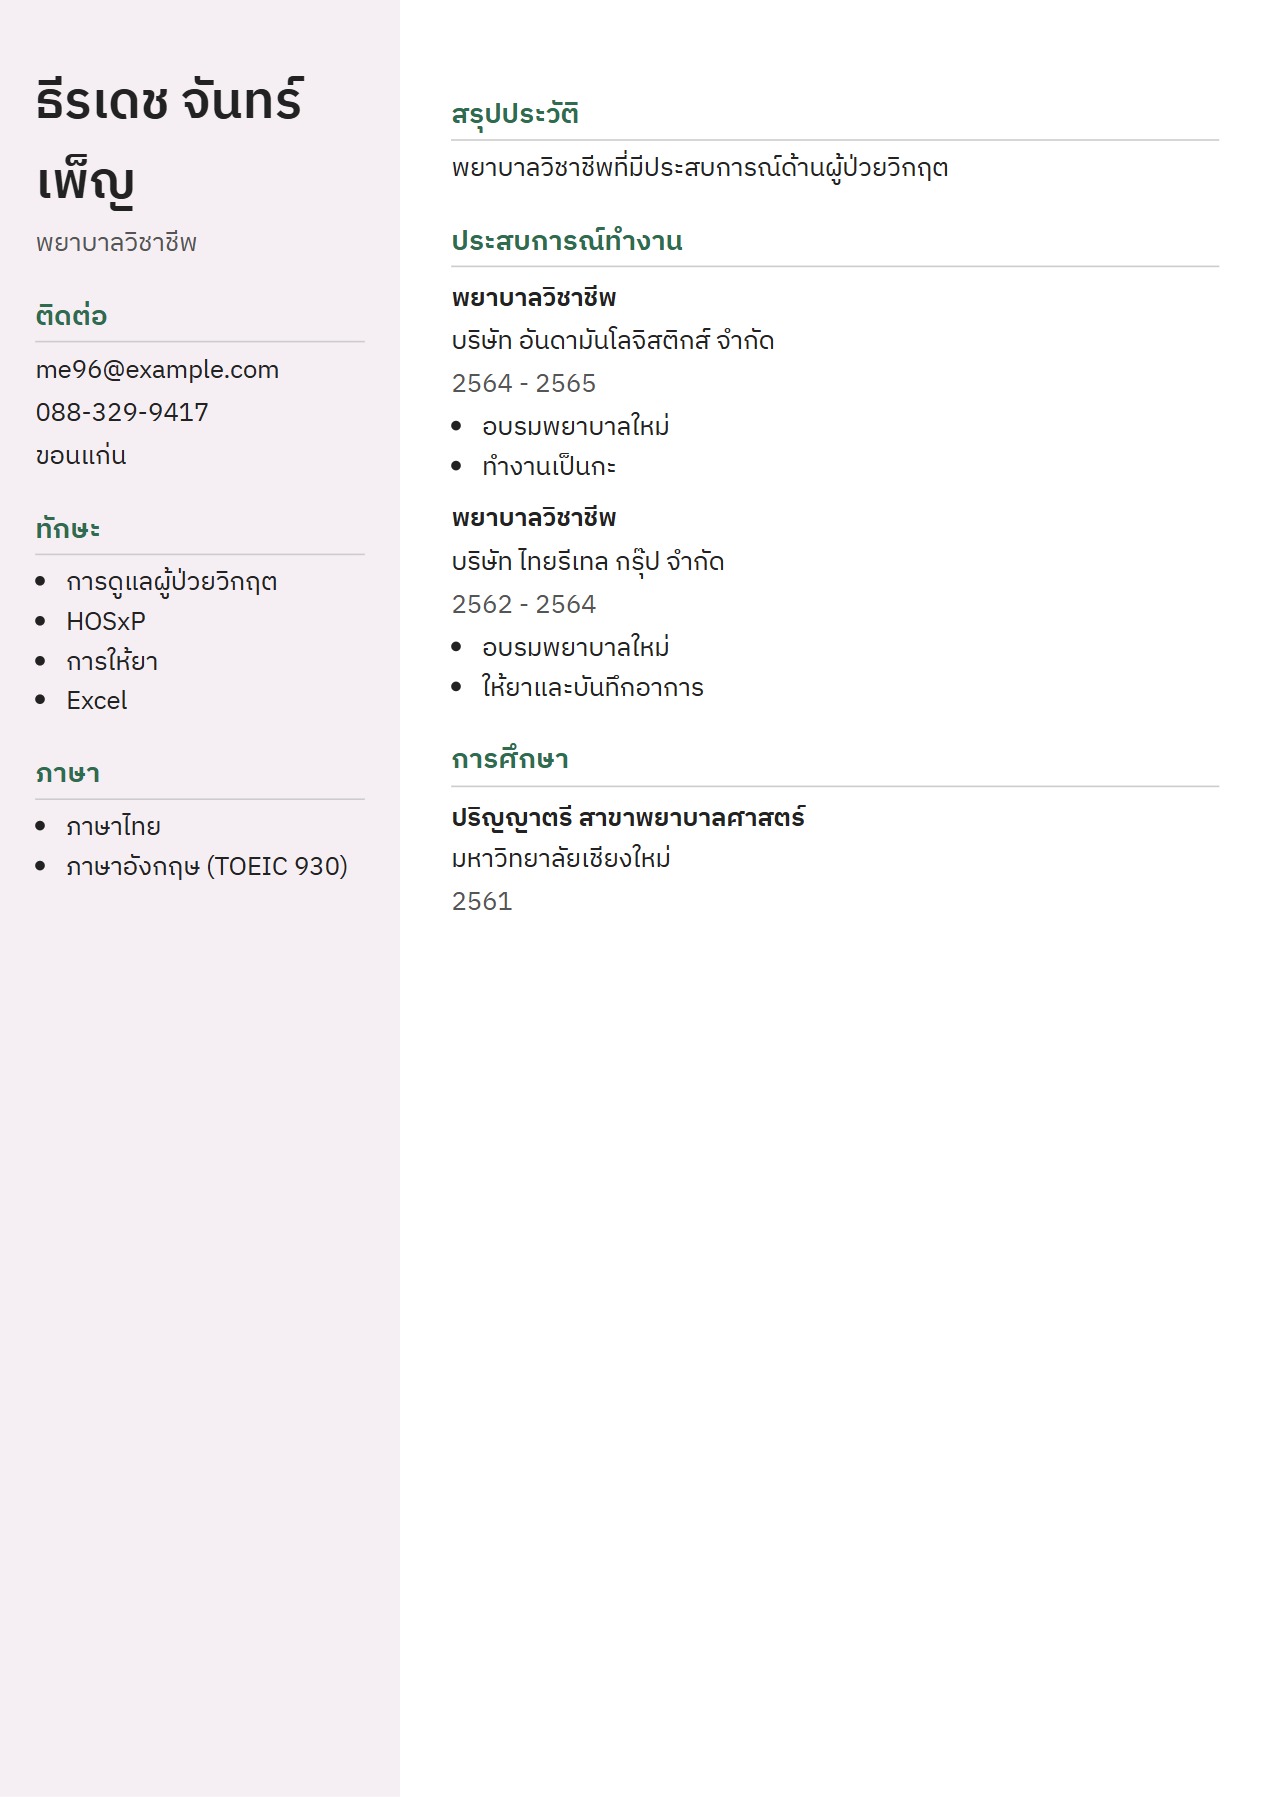 ธีรเดช จันทร์
เพ็ญ
พยาบาลวิชาชีพ
ติดต่อ
me96@example.com
088-329-9417
ขอนแก่น
ทักษะ
• การดูแลผู้ป่วยวิกฤต
• HOSxP
• การให้ยา
• Excel
ภาษา
• ภาษาไทย
• ภาษาอังกฤษ (TOEIC 930)
สรุปประวัติ
พยาบาลวิชาชีพที่มีประสบการณ์ด้านผู้ป่วยวิกฤต
ประสบการณ์ทำงาน
พยาบาลวิชาชีพ
บริษัท อันดามันโลจิสติกส์ จำกัด
2564 - 2565
• อบรมพยาบาลใหม่
• ทำงานเป็นกะ
พยาบาลวิชาชีพ
บริษัท ไทยรีเทล กรุ๊ป จำกัด
2562 - 2564
• อบรมพยาบาลใหม่
• ให้ยาและบันทึกอาการ
การศึกษา
ปริญญาตรี สาขาพยาบาลศาสตร์
มหาวิทยาลัยเชียงใหม่
2561